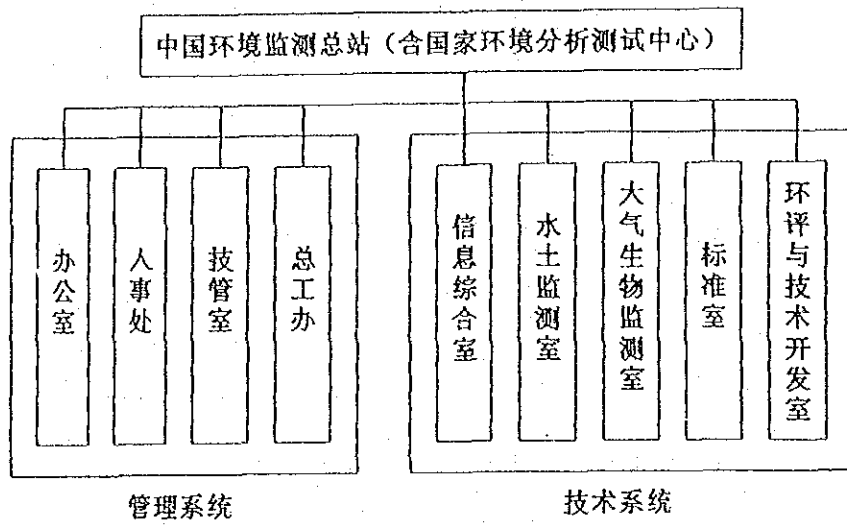 中国环境监测总站（含国家环境分析测试中心）
办公室
人事处
技管室
总工办
信息综合室
水土监测室
大气生物监测室
标准室
环评与技术开发室
管理系统
技术系统